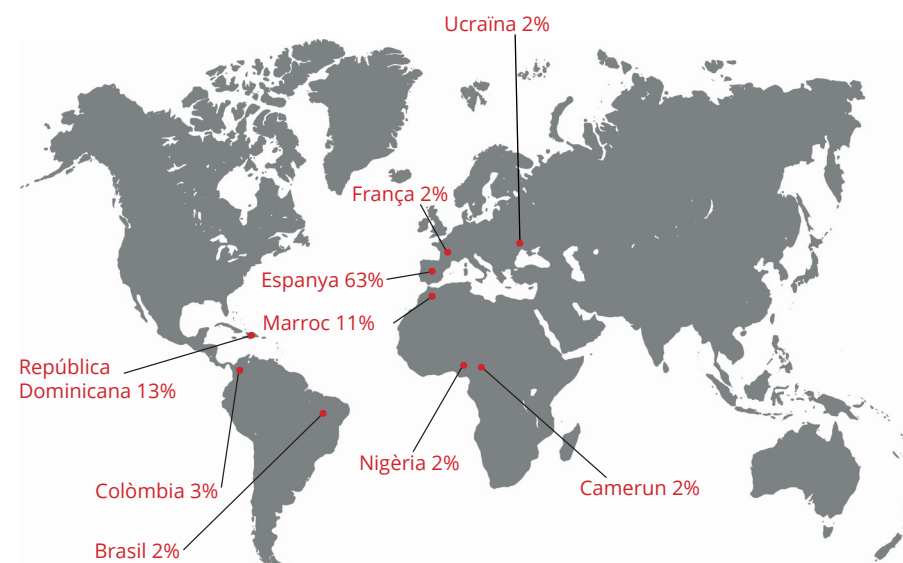 Ucraïna 2%
França 2%
Espanya 63%
Marroc 11%
República
Dominicana 13%
Nigèria 2%
Camerun 2%
Colòmbia 3%
Brasil 2%